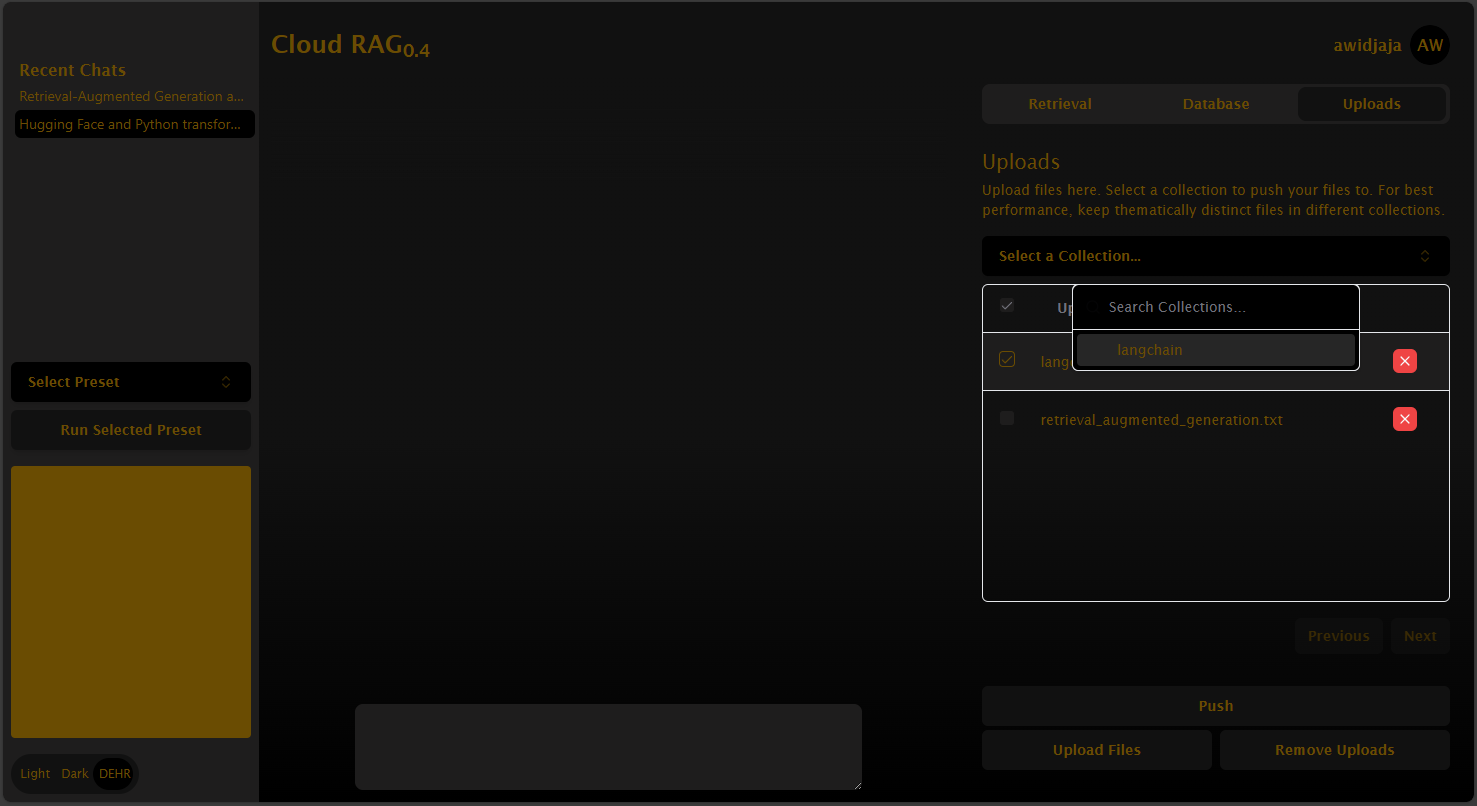 Recent Chats
Retrieval-Augmented Generation a...
Hugging Face and Python transfor...
Select Preset
Run Selected Preset
Light Dark DEHR
Cloud RAG0.4
awidjaja AW
Retrieval Database Uploads
Uploads
Upload files here. Select a collection to push your files to. For best
performance, keep thematically distinct files in different collections.
Select a Collection...
Up
Search Collections...
langchain
lang
retrieval_augmented_generation.txt
Previous Next
Push
Upload Files Remove Uploads